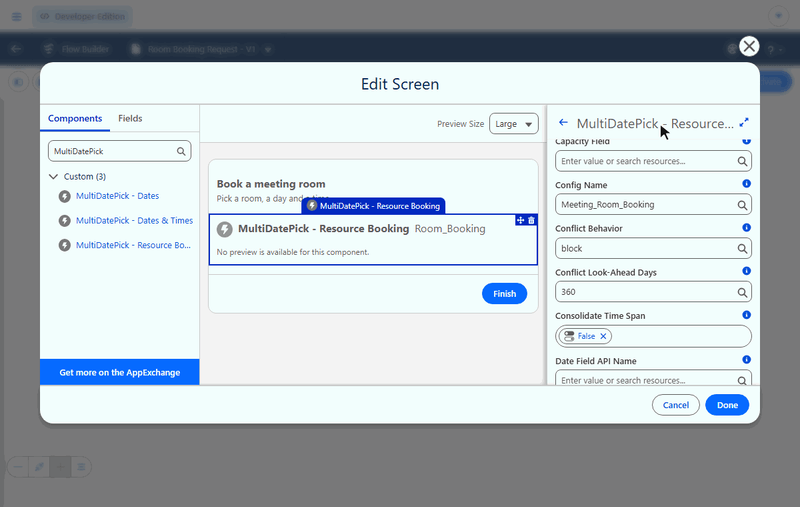 Developer Edition
Flow Builder
Room Booking Request - V1
?
Edit Screen
Components
Fields
MultiDatePick
Custom (3)
MultiDatePick - Dates
MultiDatePick - Dates & Times
MultiDatePick - Resource Bo...
Get more on the AppExchange
Preview Size
Large
Book a meeting room
Pick a room, a day and a time.
MultiDatePick - Resource Booking
MultiDatePick - Resource Booking Room_Booking
No preview is available for this component.
Finish
MultiDatePick - Resource...
Capacity Field
Enter value or search resources...
Config Name
Meeting_Room_Booking
Conflict Behavior
block
Conflict Look-Ahead Days
360
Consolidate Time Span
False
Date Field API Name
Enter value or search resources...
Cancel
Done